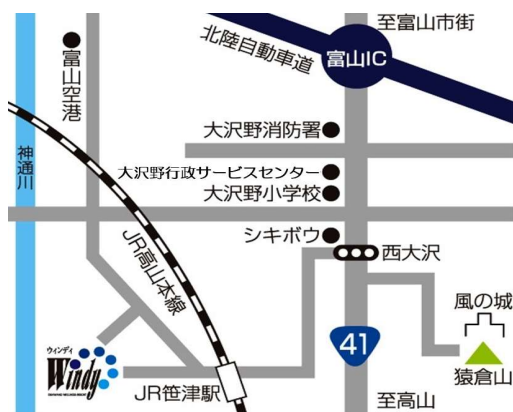 至富山市街
北陸自動車道
富山IC
富山空港
大沢野消防署
大沢野行政サービスセンター
大沢野小学校
神通川
シキボウ
西大沢
JR高山本線
風の城
41
ウィンディ
Windy
猿倉山
JR笹津駅
至高山